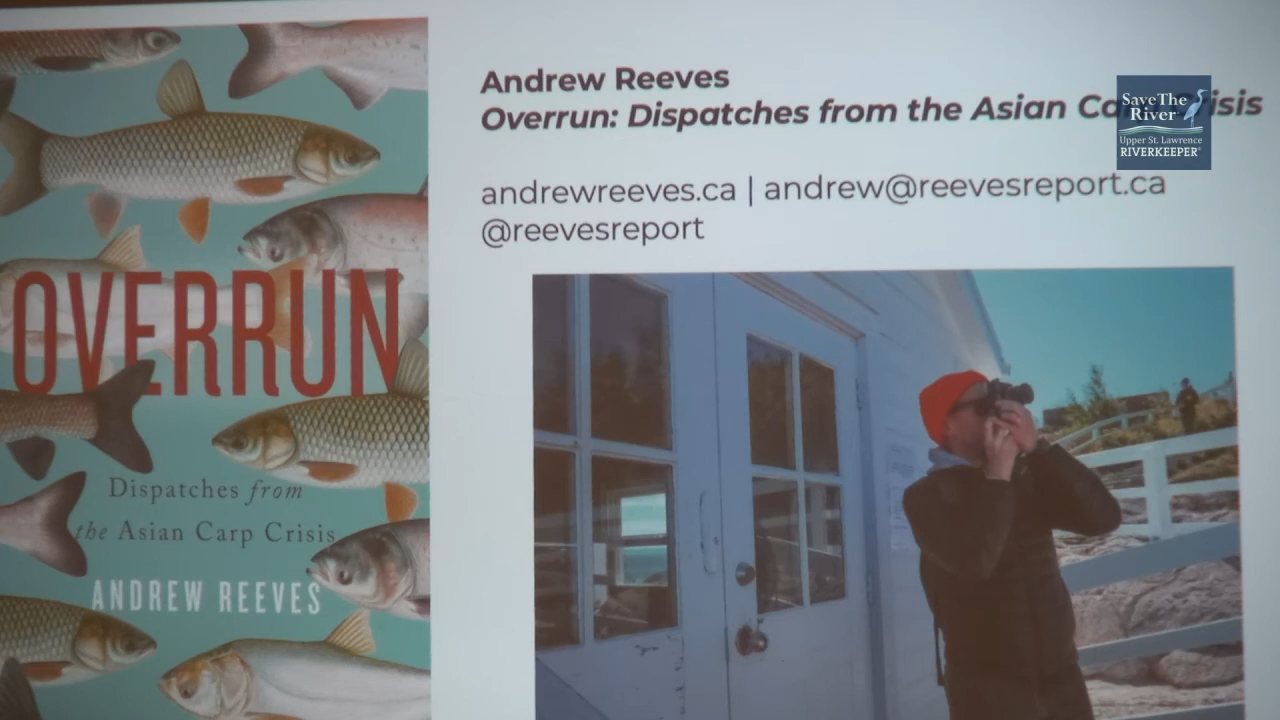 Andrew Reeves
Overrun: Dispatches from the Asian Ca isis
andrewreeves.ca | andrew@reevesreport.ca
@reevesreport
Save The
River
Upper St. Lawrence
RIVERKEEPER®
OVERRUN
Dispatches from
the Asian Carp Crisis
ANDREW REEVES